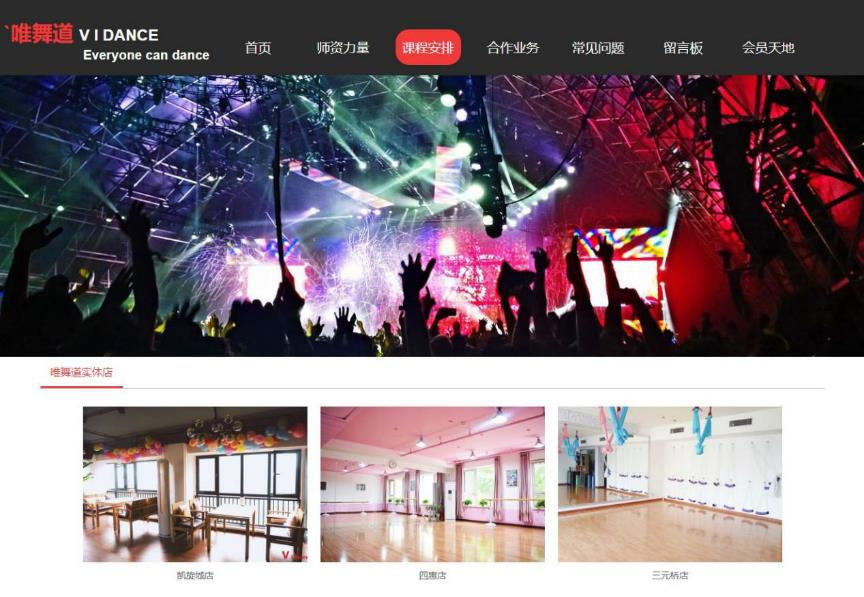 `唯舞道 V I DANCE
Everyone can dance
首页 师资力量 课程安排 合作业务 常见问题 留言板 会员天地
唯舞道实体店
凯旋城店 四惠店 三元桥店